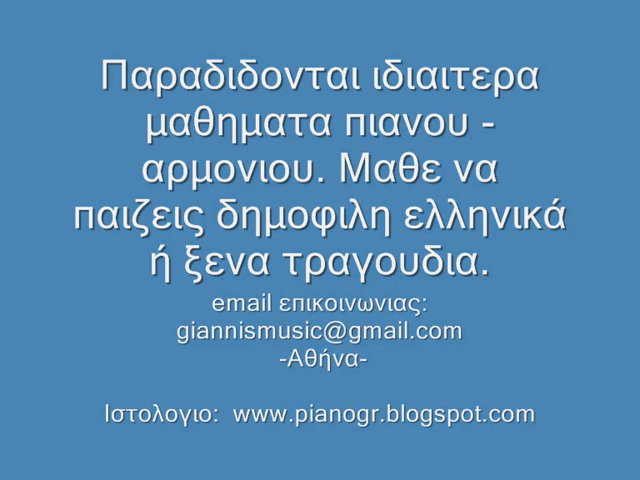 Παραδιδονται ιδιαιτερα
μαθηματα πιανου -
αρμονιου. Μαθε να
παιζεις δημοφιλη ελληνικά
ή ξενα τραγουδια.
email επικοινωνιας:
giannismusic@gmail.com
-Αθήνα-
Ιστολογιο:  www.pianogr.blogspot.com